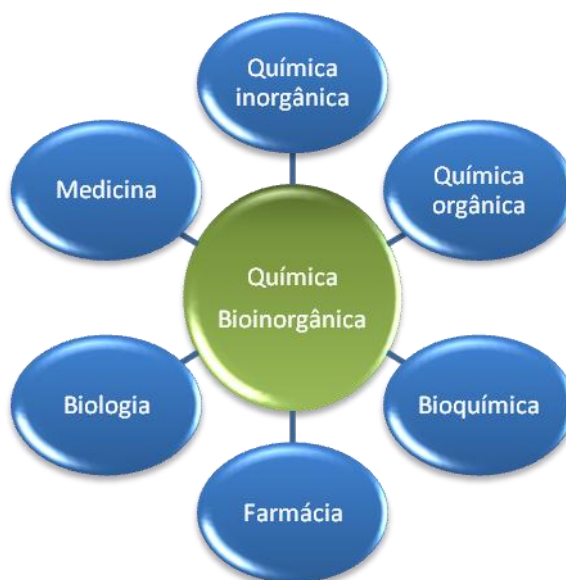 Química
inorgânica
Química
orgânica
Medicina
Química
Bioinorgânica
Biologia
Bioquímica
Farmácia